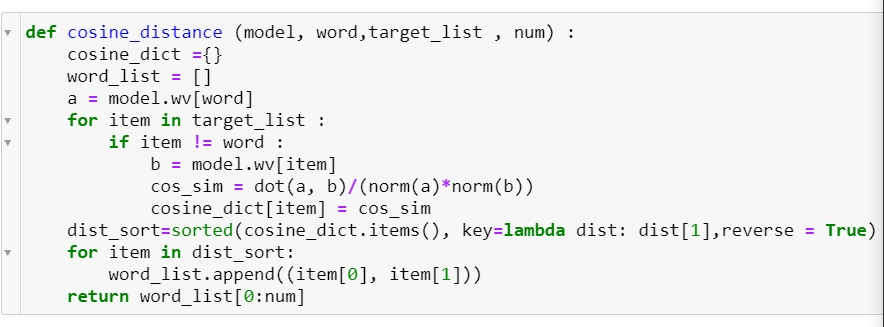 def cosine_distance (model, word,target_list , num) :
    cosine_dict ={}
    word_list = []
    a = model.wv[word]
    for item in target_list :
        if item != word :
            b = model.wv[item]
            cos_sim = dot(a, b)/(norm(a)*norm(b))
            cosine_dict[item] = cos_sim
    dist_sort=sorted(cosine_dict.items(), key=lambda dist: dist[1],reverse = True)
    for item in dist_sort:
        word_list.append((item[0], item[1]))
    return word_list[0:num]